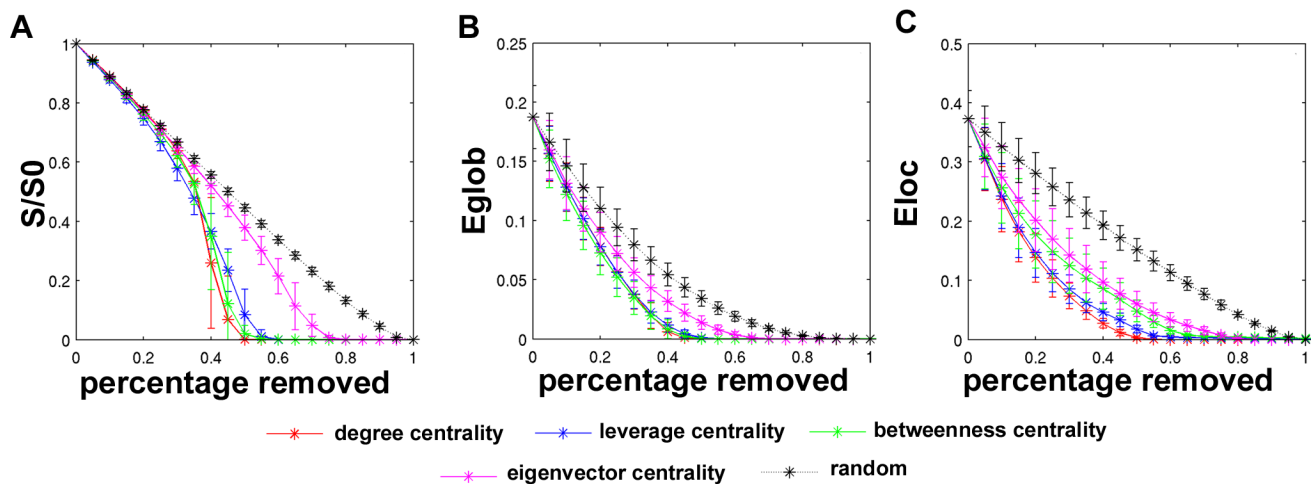 A
B
C
1
0.8
0.6
0.4
0.2
0
S/S0
0 0.2 0.4 0.6 0.8 1
percentage removed
0.25
0.2
0.15
0.1
0.05
0
Eglob
0 0.2 0.4 0.6 0.8 1
percentage removed
0.5
0.4
0.3
0.2
0.1
0
Eloc
0 0.2 0.4 0.6 0.8 1
percentage removed
degree centrality leverage centrality betweenness centrality
eigenvector centrality random